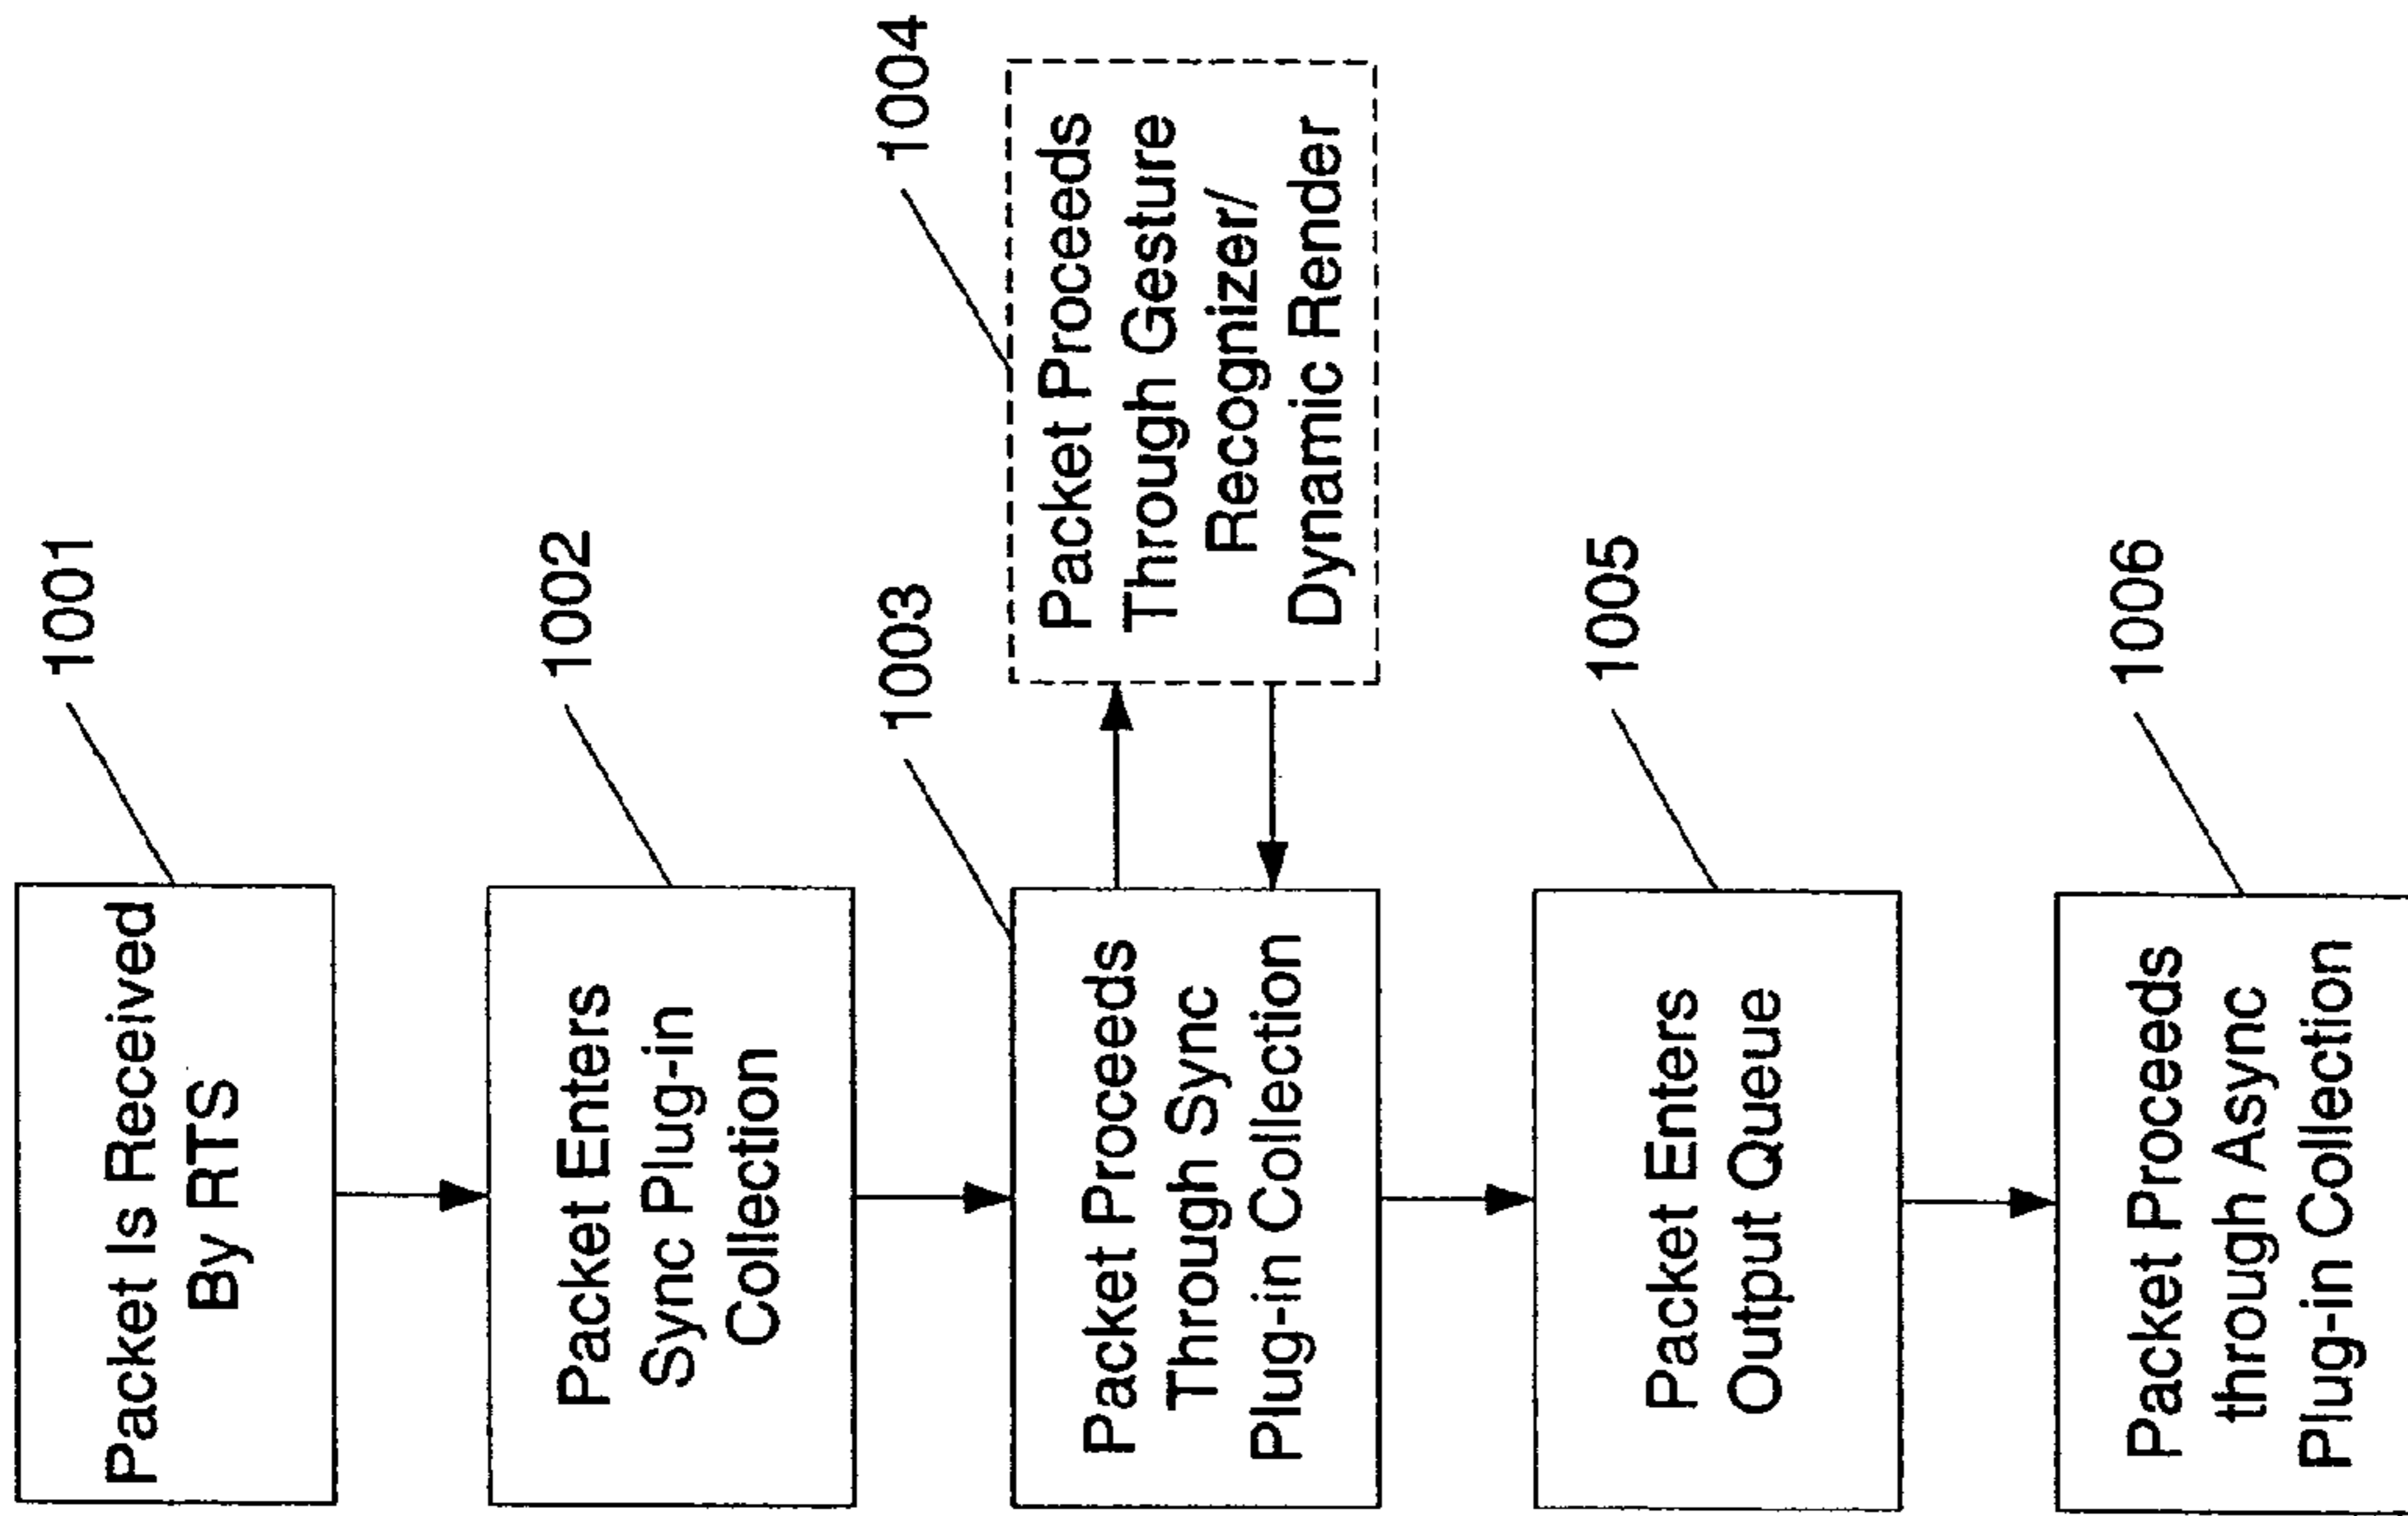 1001
Packet Is Received
By RTS
1002
Packet Enters
Sync Plug-in
Collection
1003
Packet Proceeds
Through Sync
Plug-in Collection
1004
Packet Proceeds
Through Gesture
Recognizer/
Dynamic Render
1005
Packet Enters
Output Queue
1006
Packet Proceeds
through Async
Plug-in Collection